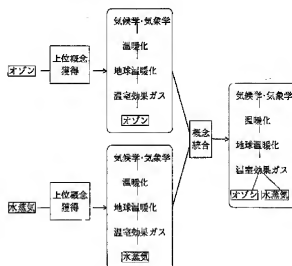 気候学・気象学
温暖化
地球温暖化
温室効果ガス
オゾン
オゾン
上位概念
獲得
概念
統合
気候学・気象学
温暖化
地球温暖化
温室効果ガス
オゾン 水蒸気
水蒸気
上位概念
獲得
気候学・気象学
温暖化
地球温暖化
温室効果ガス
水蒸気